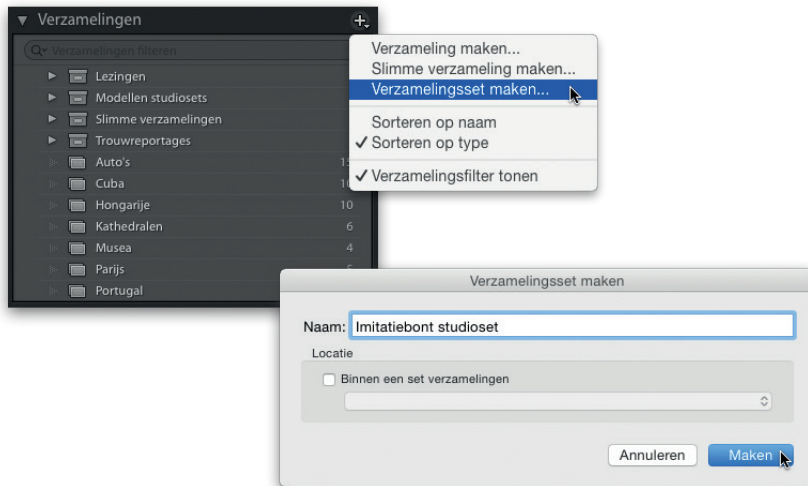 Verzamelingen
Verzamelingen filteren
Lezingen
Modellen studiosets
Slimme verzamelingen
Trouwreportages
Auto's
Cuba
Hongarije 10
Kathedralen 6
Musea 4
Parijs
Portugal
Verzameling maken...
Slimme verzameling maken...
Verzamelingsset maken...
Sorteren op naam
✓ Sorteren op type
✓ Verzamelingsfilter tonen
Verzamelingsset maken
Naam: Imitatiebont studioset
Locatie
Binnen een set verzamelingen
Annuleren Maken